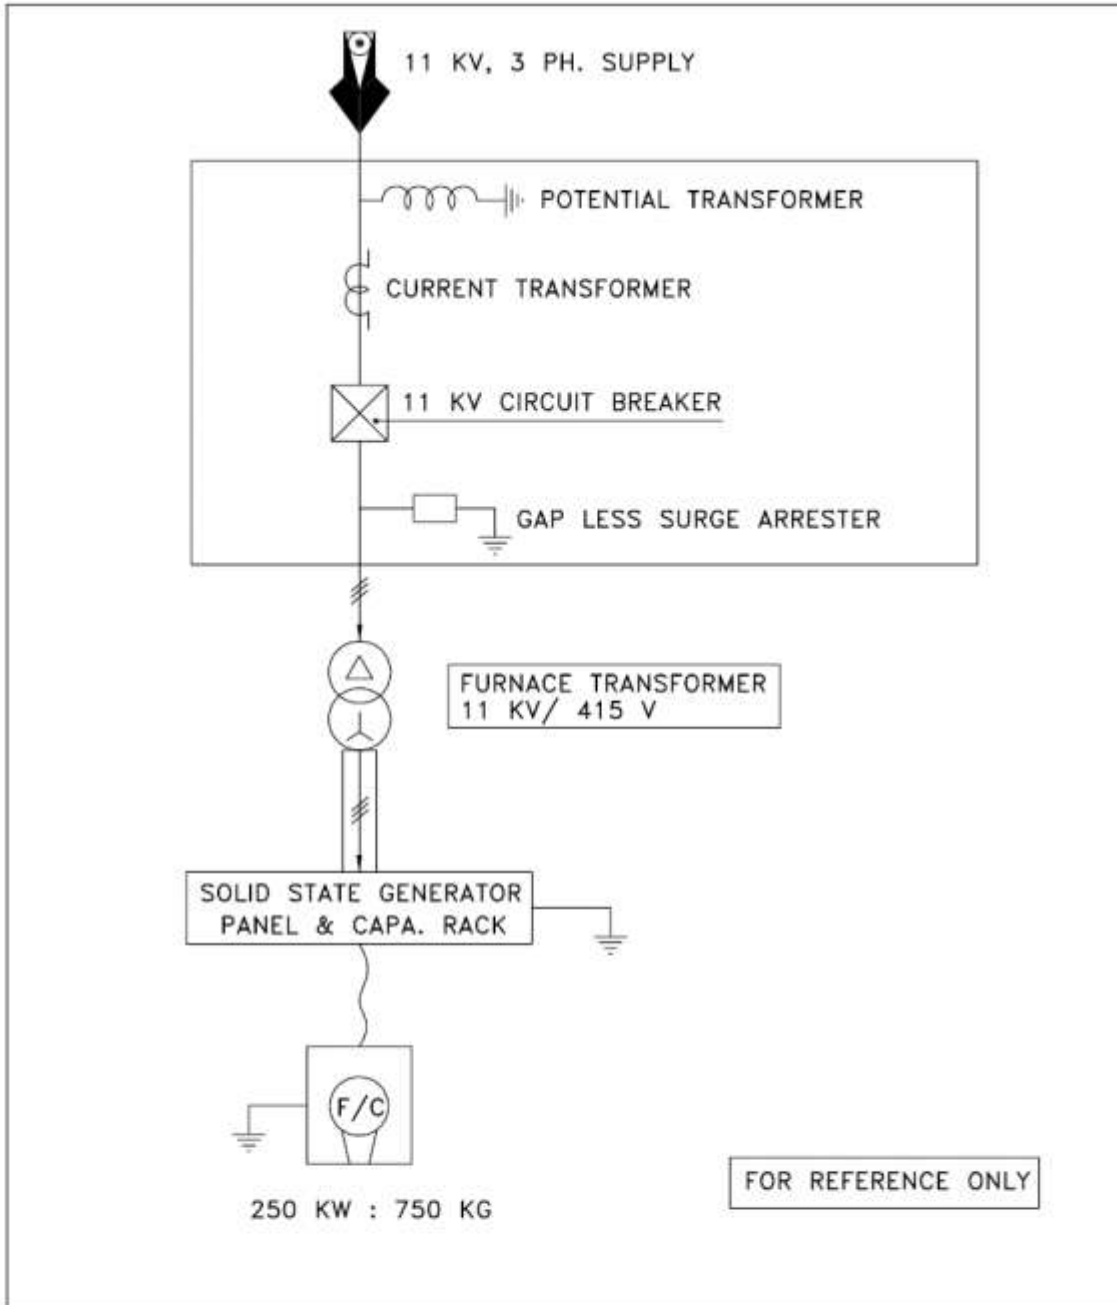 11 KV, 3 PH. SUPPLY
POTENTIAL TRANSFORMER
CURRENT TRANSFORMER
11 KV CIRCUIT BREAKER
GAP LESS SURGE ARRESTER
FURNACE TRANSFORMER
11 KV/ 415 V
SOLID STATE GENERATOR
PANEL & CAPA. RACK
F/C
250 KW : 750 KG
FOR REFERENCE ONLY